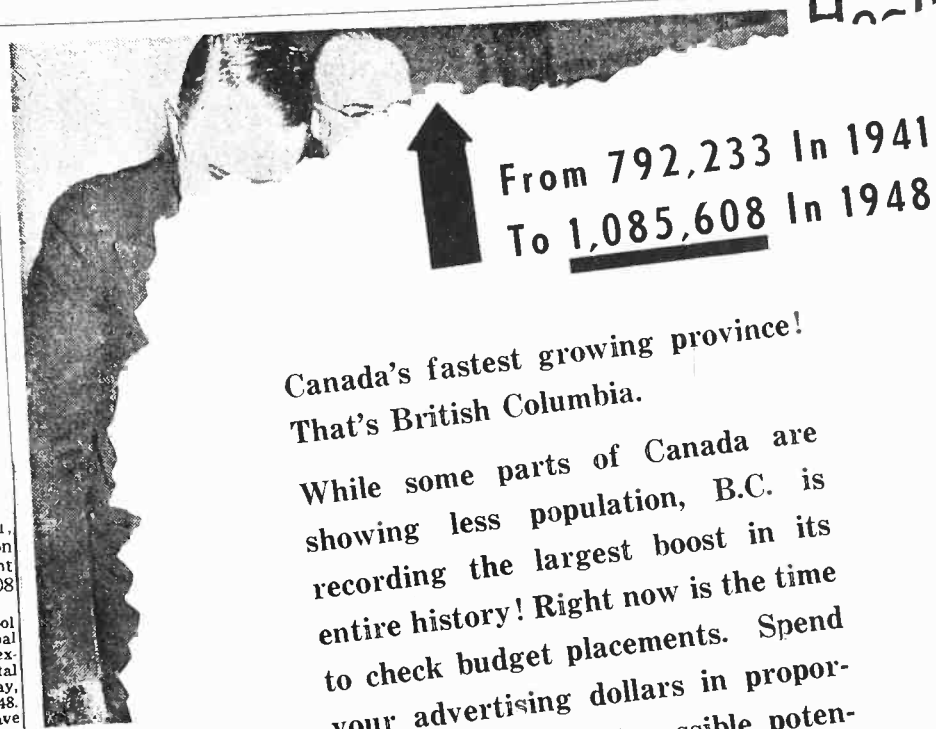 From 792,233 In 1941
To 1,085,608 In 1948
Canada's fastest growing province!
That's British Columbia.
While some parts of Canada are
showing less population, B.C. is
recording the largest boost in its
entire history! Right now is the time
to check budget placements. Spend
your advertising dollars in propor-
poten-